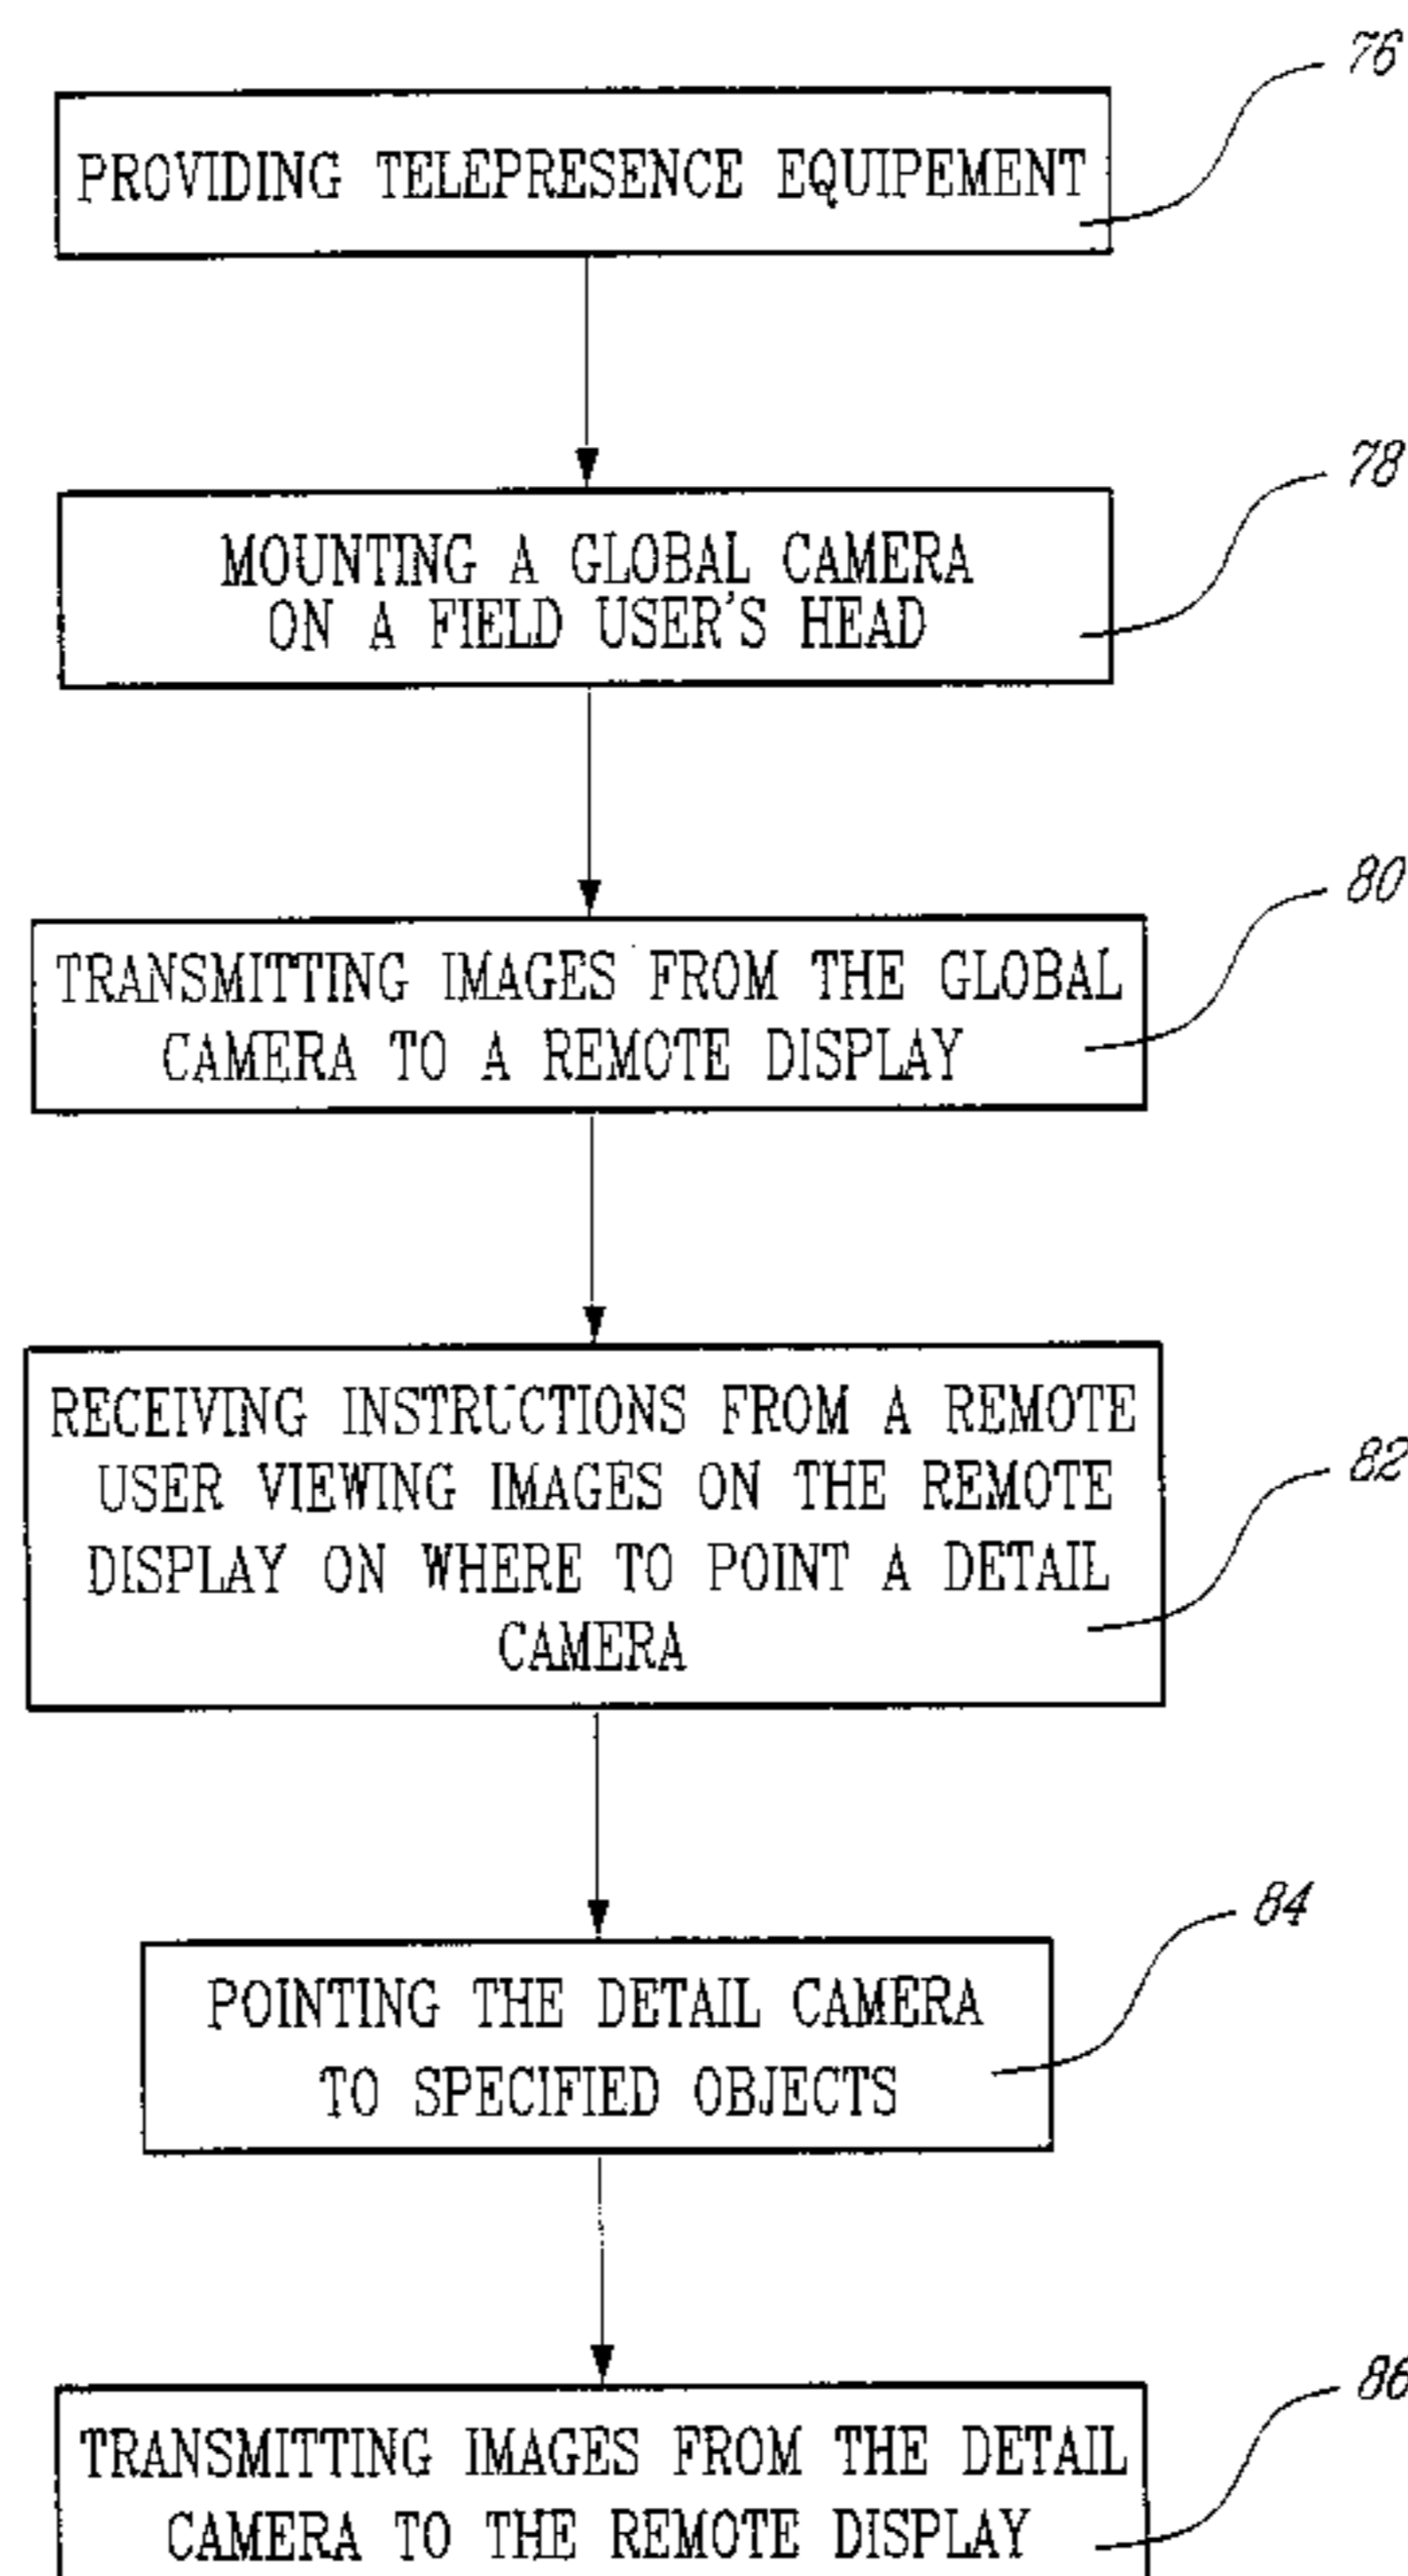 76
PROVIDING TELEPRESENCE EQUIPEMENT
78
MOUNTING A GLOBAL CAMERA
ON A FIELD USER'S HEAD
80
TRANSMITTING IMAGES FROM THE GLOBAL
CAMERA TO A REMOTE DISPLAY
RECEIVING INSTRUCTIONS FROM A REMOTE
82
USER VIEWING IMAGES ON THE REMOTE
DISPLAY ON WHERE TO POINT A DETAIL
CAMERA
84
POINTING THE DETAIL CAMERA
TO SPECIFIED OBJECTS
86
TRANSMITTING IMAGES FROM THE DETAIL
CAMERA TO THE REMOTE DISPLAY